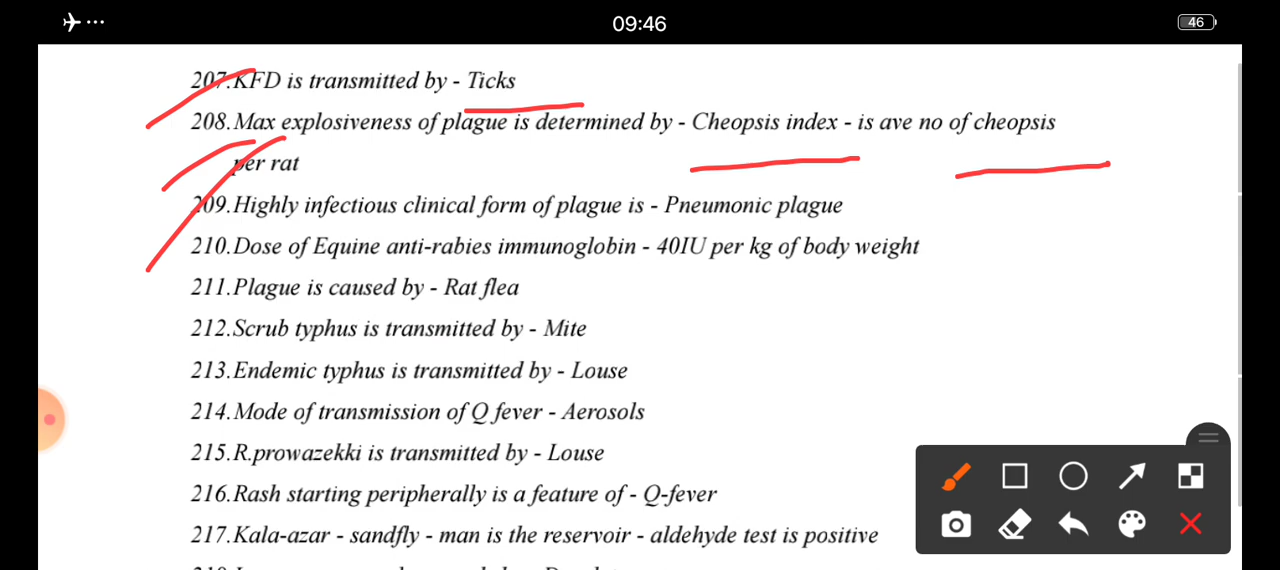 09:46
46
207.KFD is transmitted by - Ticks
208.Max explosiveness of plague is determined by - Cheopsis index - is ave no of cheopsis
per rat
209.Highly infectious clinical form of plague is - Pneumonic plague
210.Dose of Equine anti-rabies immunoglobin - 40IU per kg of body weight
211.Plague is caused by - Rat flea
212.Scrub typhus is transmitted by - Mite
213.Endemic typhus is transmitted by - Louse
214.Mode of transmission of Q fever - Aerosols
215.R.prowazekki is transmitted by - Louse
216.Rash starting peripherally is a feature of - Q-fever
217.Kala-azar - sandfly - man is the reservoir - aldehyde test is positive